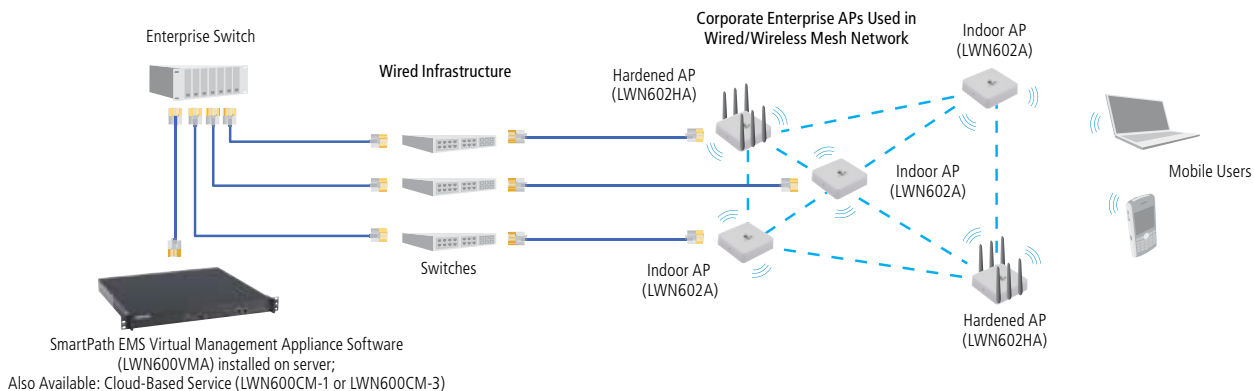 Corporate Enterprise APs Used in
Wired/Wireless Mesh Network
Enterprise Switch
Wired Infrastructure
Hardened AP
(LWN602HA)
Indoor AP
(LWN602A)
Indoor AP
(LWN602A)
Mobile Users
Switches
Indoor AP
(LWN602A)
Hardened AP
(LWN602HA)
SmartPath EMS Virtual Management Appliance Software
(LWN600VMA) installed on server;
Also Available: Cloud-Based Service (LWN600CM-1 or LWN600CM-3)